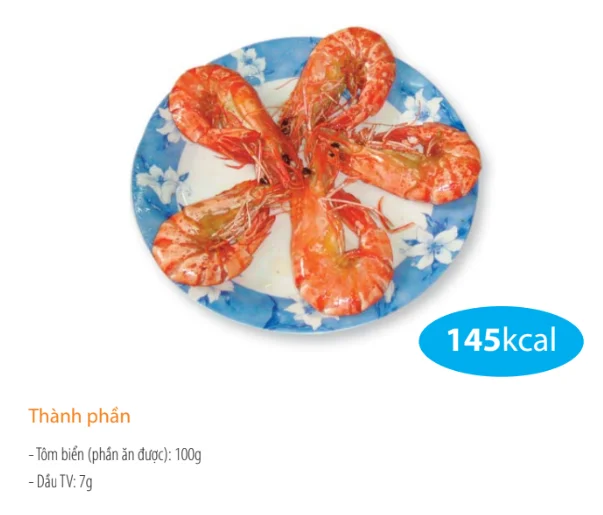 145kcal
Thành phần
- Tôm biển (phần ăn được): 100g
- Dầu TV: 7g